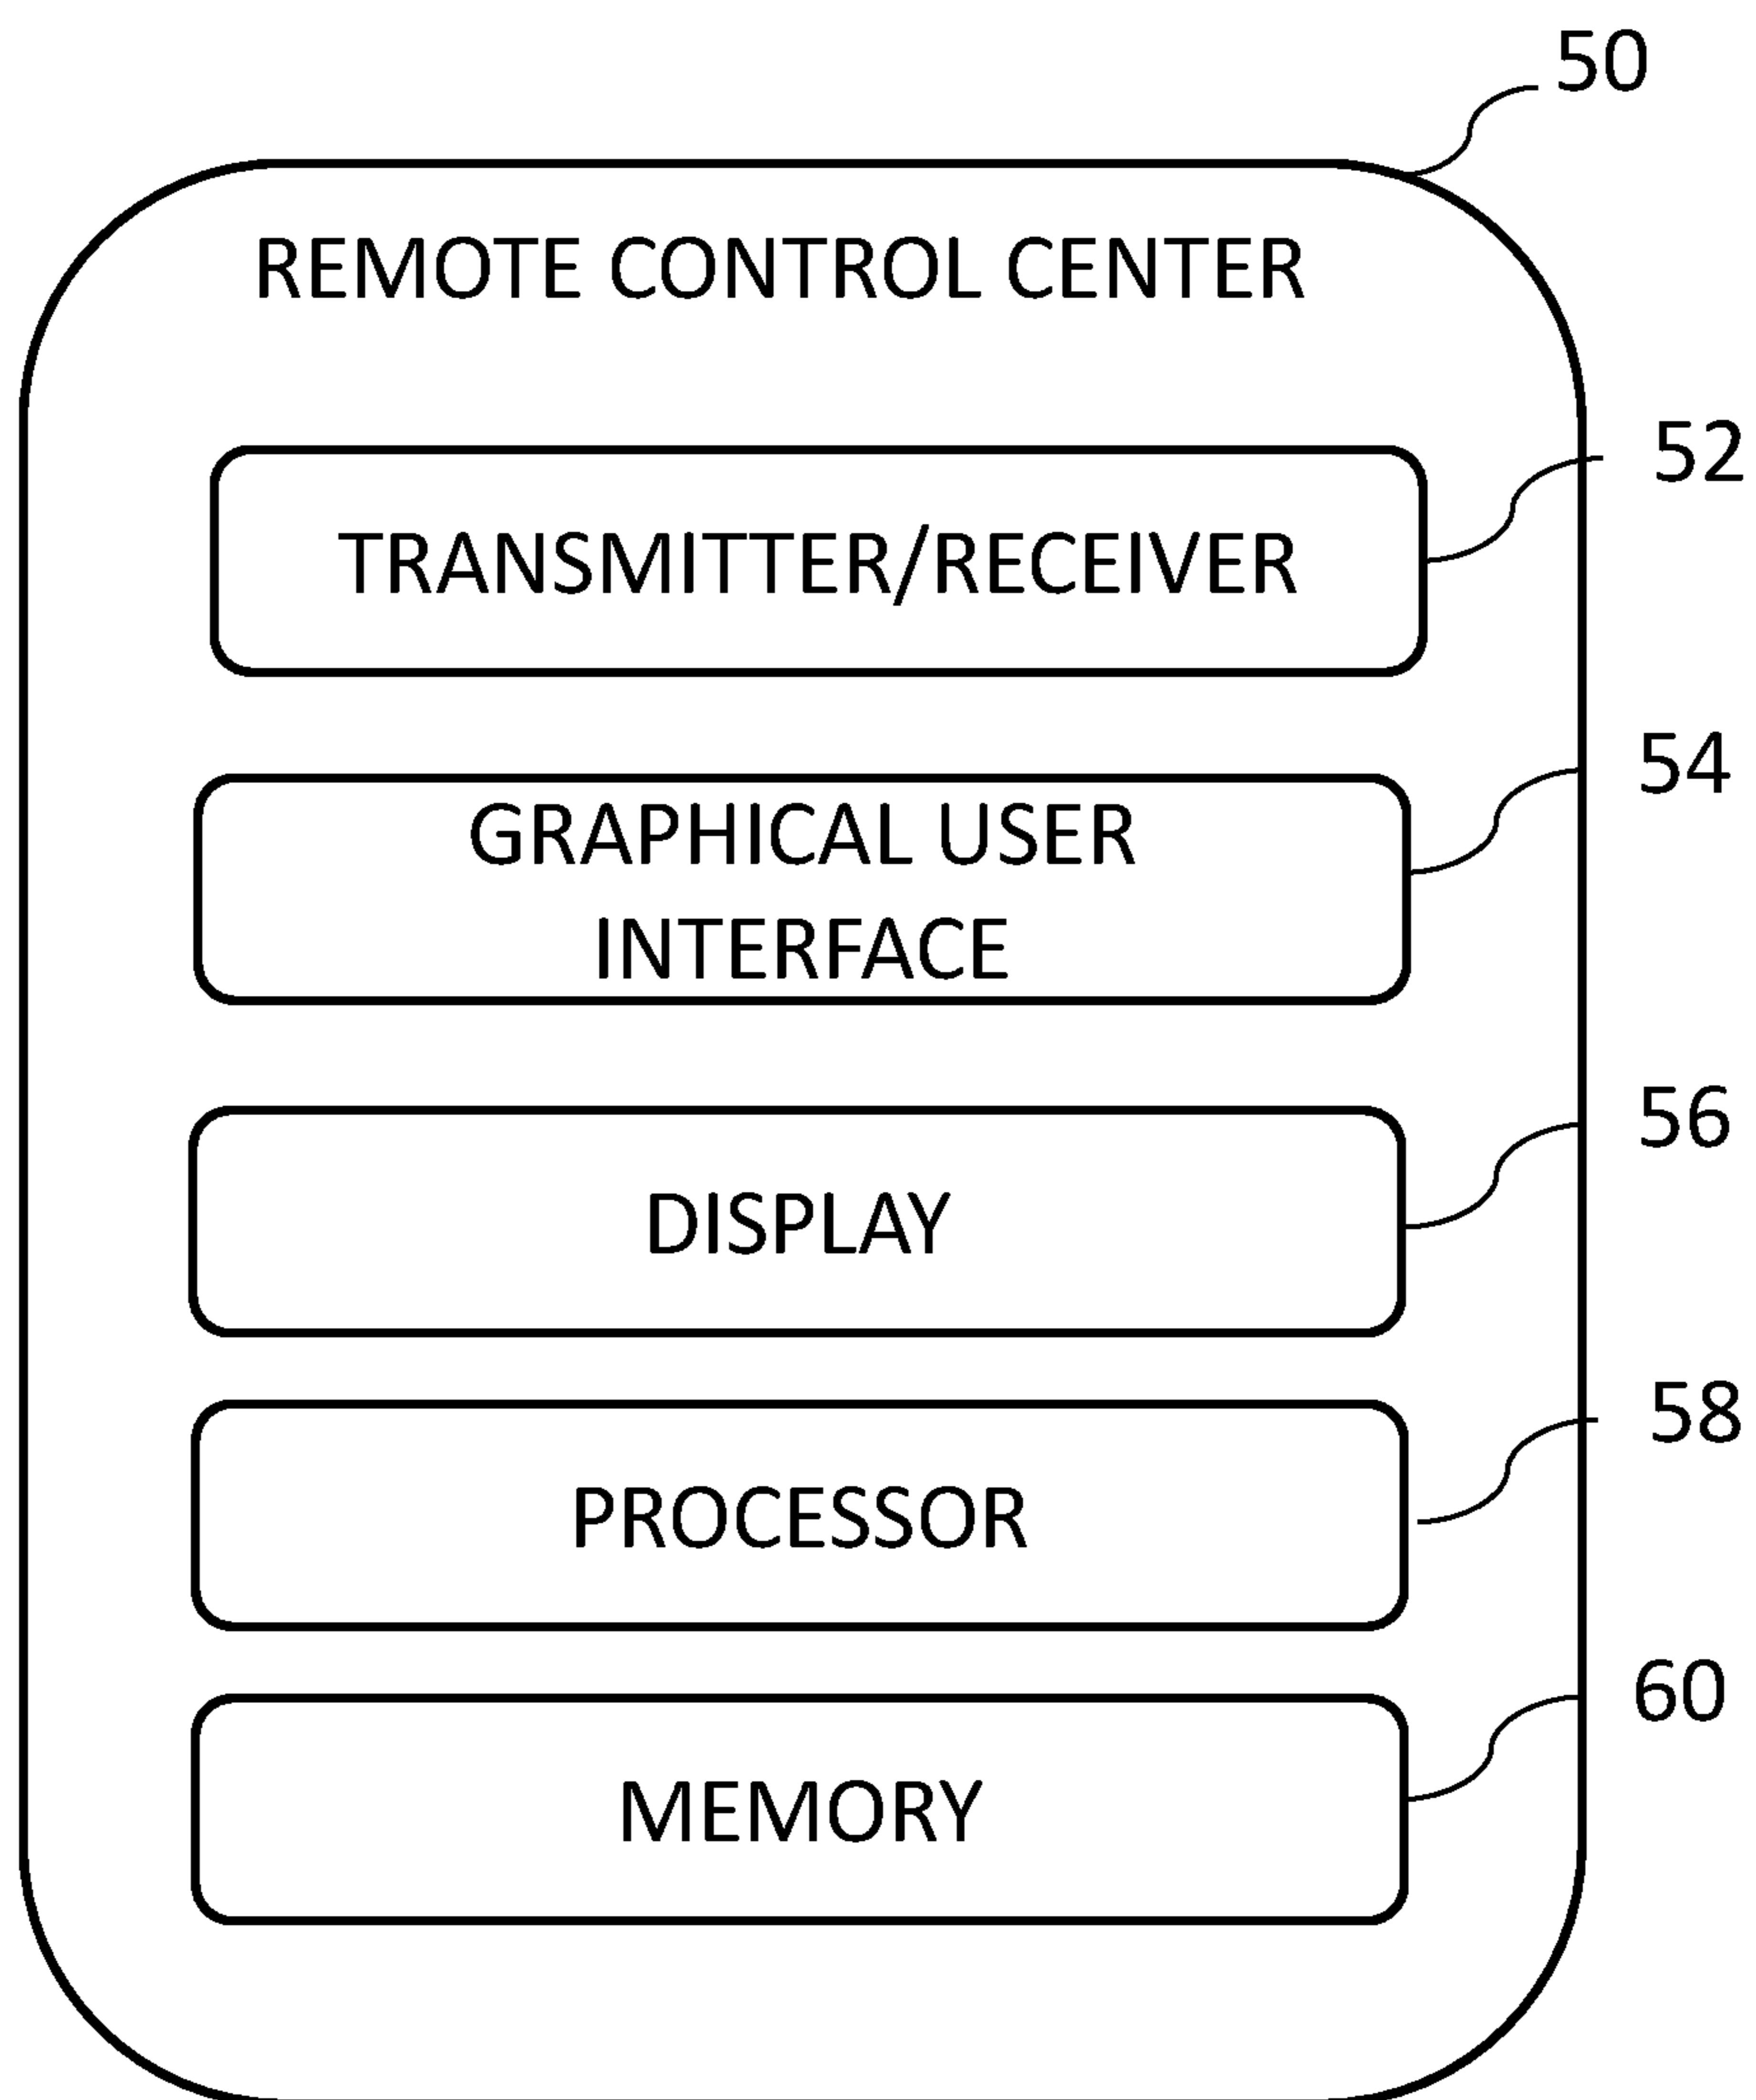 50
REMOTE CONTROL CENTER
52
TRANSMITTER/RECEIVER
54
GRAPHICAL USER
INTERFACE
56
DISPLAY
58
PROCESSOR
60
MEMORY